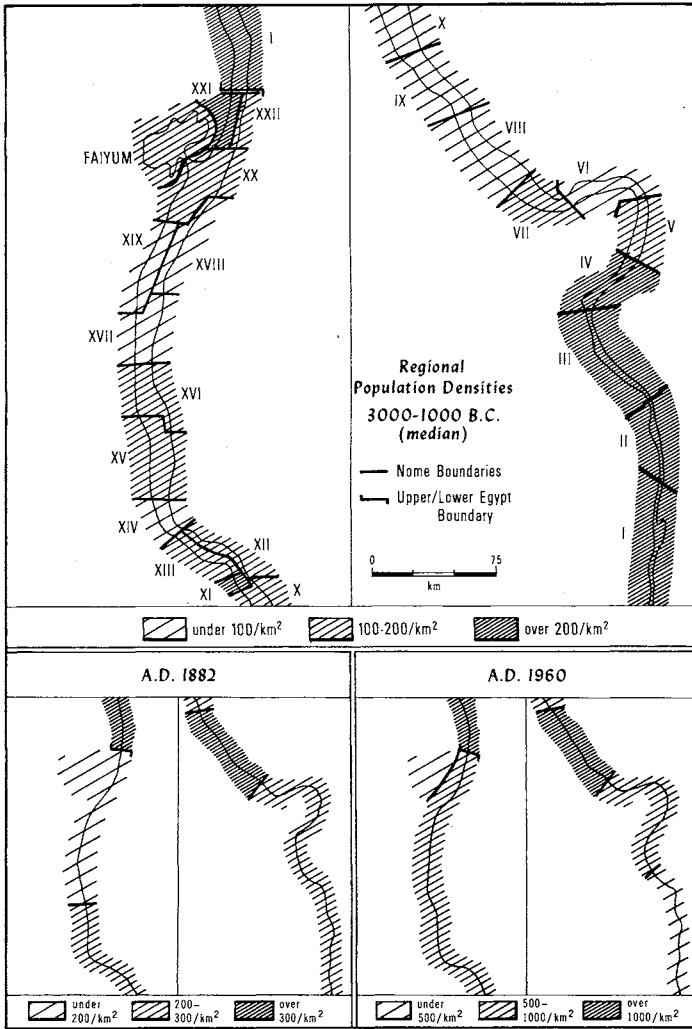 I
XXI
XXII
FAIYUM
XX
XIX
XVIII
XVII
XVI
XV
XIV
XII
XIII
XI
X
X
IX
VIII
VI
VII
V
IV
III
II
I
Regional
Population Densities
3000-1000 B.C.
(median)
Nome Boundaries
Upper/Lower Egypt
Boundary
0 75
km
under 100/km²
100-200/km²
over 200/km²
A.D. 1882
under
200/km²
200–
300/km²
over
300/km²
A.D. 1960
under
500/km²
500-
1000/km²
over
1000/km²